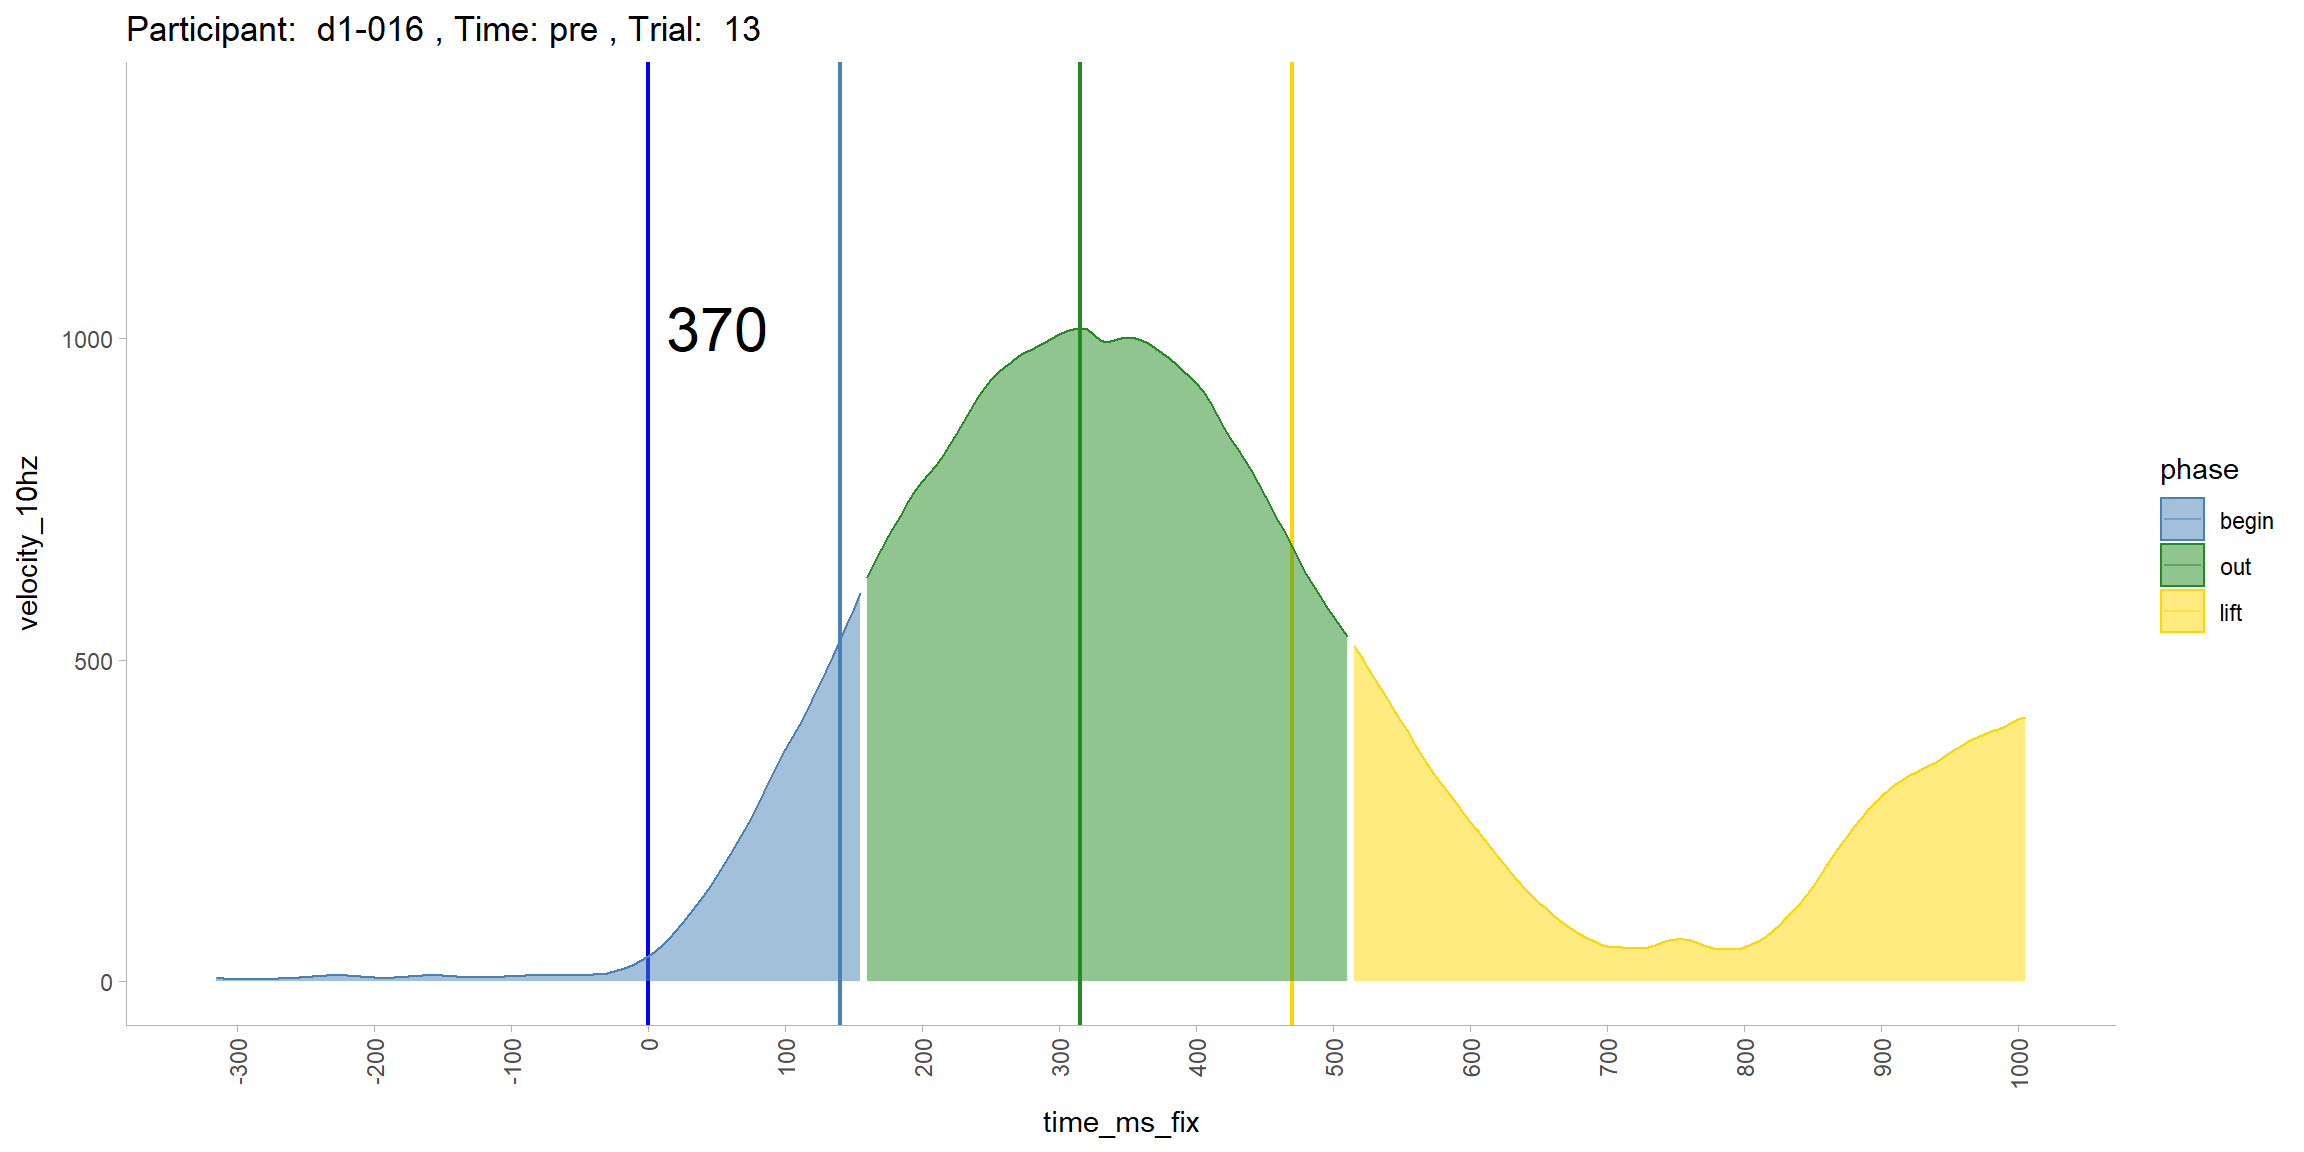 Participant:  d1-016 , Time: pre , Trial:  13
370
1000
500
0
velocity_10hz
-300
-200
-100
0
100
200
300
400
500
600
700
800
900
1000
time_ms_fix
phase
begin
out
lift